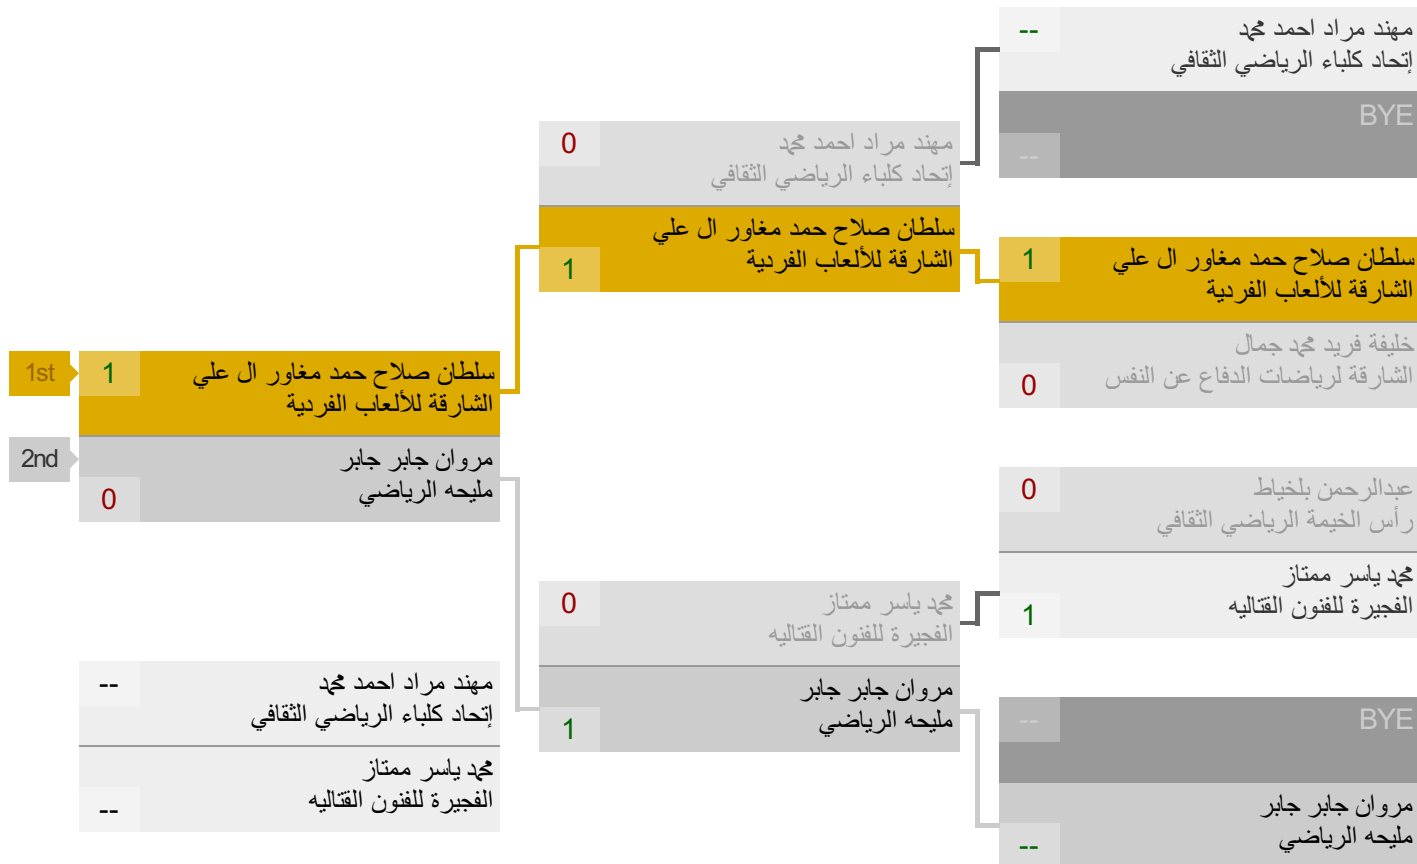 --
مهند مراد احمد محمد
إتحاد كلباء الرياضي الثقافي
BYE
--
0
مهند مراد احمد محمد
إتحاد كلباء الرياضي الثقافي
سلطان صلاح حمد مغاور ال علي
الشارقة للألعاب الفردية
1
1
سلطان صلاح حمد مغاور ال علي
الشارقة للألعاب الفردية
خليفة فريد محمد جمال
الشارقة لرياضات الدفاع عن النفس
0
1st
1
سلطان صلاح حمد مغاور ال علي
الشارقة للألعاب الفردية
2nd
مروان جابر جابر
مليحه الرياضي
0
0
عبدالرحمن بلخياط
رأس الخيمة الرياضي الثقافي
محمد ياسر ممتاز
الفجيرة للفنون القتاليه
1
0
محمد ياسر ممتاز
الفجيرة للفنون القتاليه
مروان جابر جابر
مليحه الرياضي
1
--
مهند مراد احمد محمد
إتحاد كلباء الرياضي الثقافي
محمد ياسر ممتاز
الفجيرة للفنون القتاليه
--
--
BYE
مروان جابر جابر
مليحه الرياضي
--